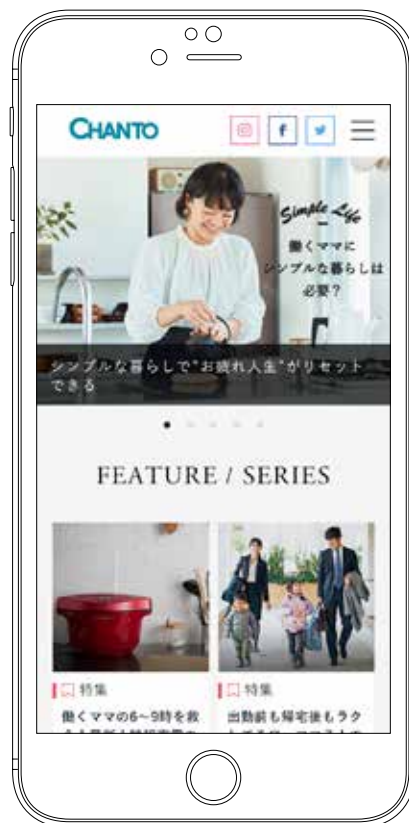 CHANTO
Simple Life
働くママに
シンプルな暮らしは
必要？
シンプルな暮らしで"お疲れ人生"がリセット
できる
FEATURE / SERIES
特集
働くママの6〜9時を救
特集
出勤前も帰宅後もラク